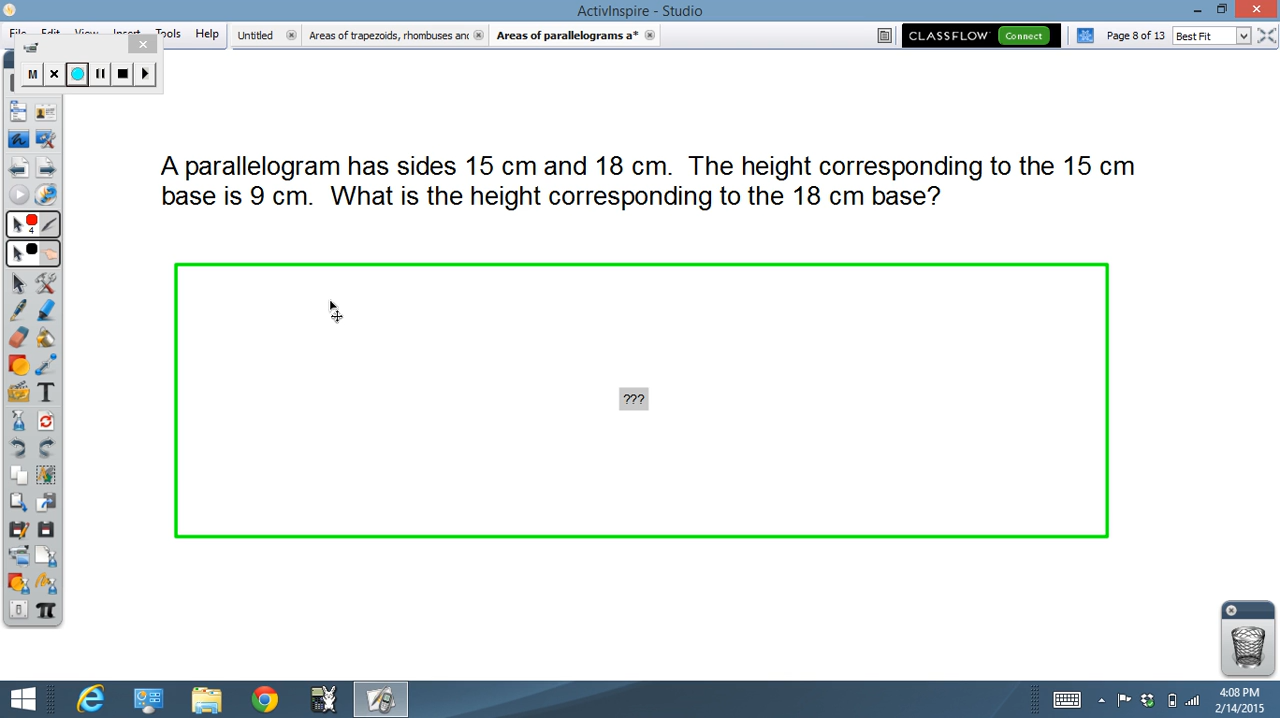 ActivInspire - Studio
File Edit View Insert Tools Help
Untitled
Areas of trapezoids, rhombuses and
Areas of parallelograms a*
CLASSFLOW Connect
Page 8 of 13
Best Fit
M
4
A parallelogram has sides 15 cm and 18 cm. The height corresponding to the 15 cm
base is 9 cm. What is the height corresponding to the 18 cm base?
???
T
4:08 PM
2/14/2015